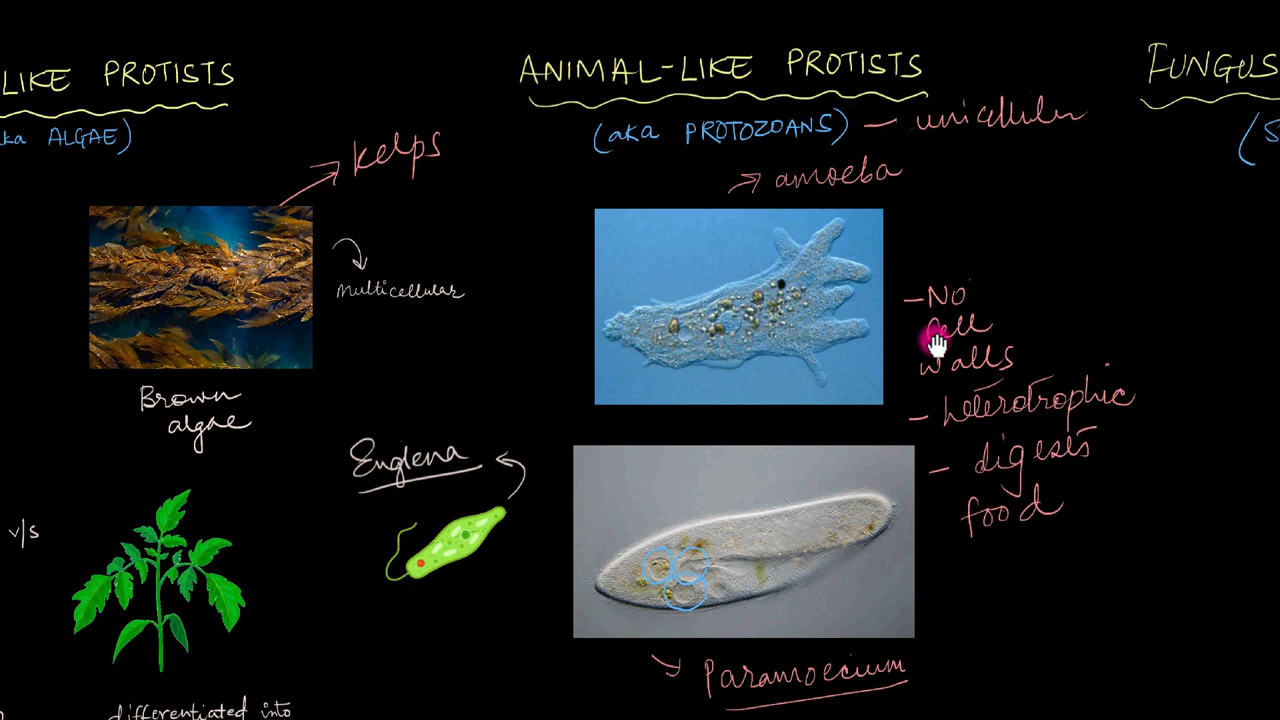 LIKE PROTISTS
ka ALGAE)
kelps
multicellular
Brown
algae
Euglena
v/s
differentiated into
ANIMAL-LIKE PROTISTS
(aka PROTOZOANS) - unicellular
amoeba
- No
Cell
walls
- heterotrophic
- digests
food
Paramoecium
FUNGUS
(S